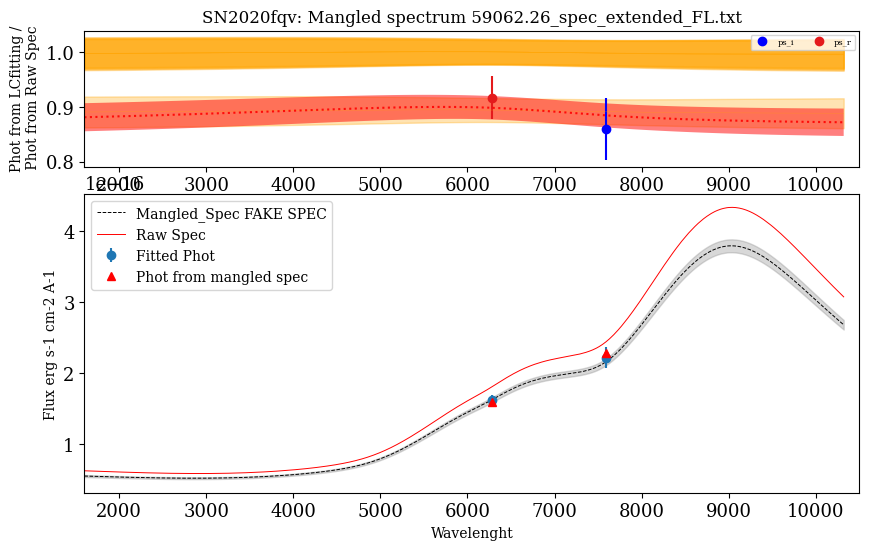 SN2020fqv: Mangled spectrum 59062.26_spec_extended_FL.txt
Phot from LCfitting /
Phot from Raw Spec
1.0
0.9
0.8
ps_i
ps_r
2000 3000 4000 5000 6000 7000 8000 9000 10000
1e−16
Mangled_Spec FAKE SPEC
Raw Spec
Fitted Phot
Phot from mangled spec
Flux erg s-1 cm-2 A-1
4
3
2
1
2000 3000 4000 5000 6000 7000 8000 9000 10000
Wavelenght